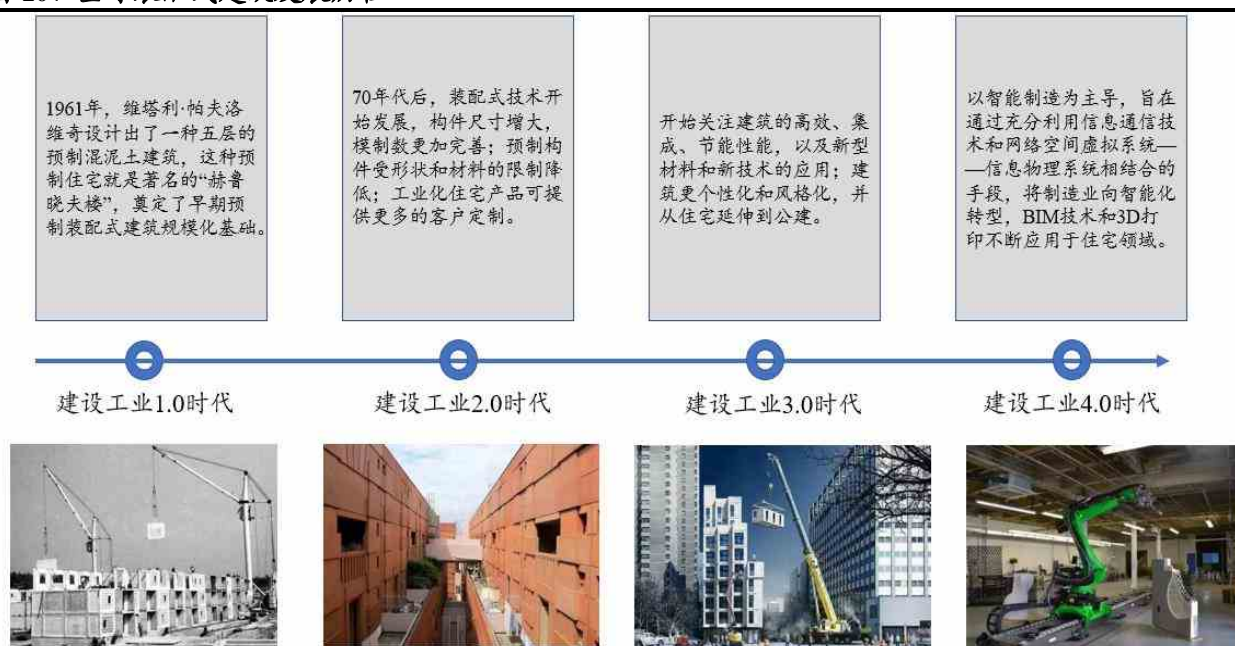 1961年，维塔利·帕夫洛
维奇设计出了一种五层的
预制混泥土建筑，这种预
制住宅就是著名的“赫鲁
晓夫楼”，奠定了早期预
制装配式建筑规模化基础。
70年代后，装配式技术开
始发展，构件尺寸增大，
模制数更加完善；预制构
件受形状和材料的限制降
低；工业化住宅产品可提
供更多的客户定制。
开始关注建筑的高效、集
成、节能性能，以及新型
材料和新技术的应用；建
筑更个性化和风格化，并
从住宅延伸到公建。
以智能制造为主导，旨在
通过充分利用信息通信技
术和网络空间虚拟系统—
—信息物理系统相结合的
手段，将制造业向智能化
转型，BIM技术和3D打
印不断应用于住宅领域。
建设工业1.0时代
建设工业2.0时代
建设工业3.0时代
建设工业4.0时代